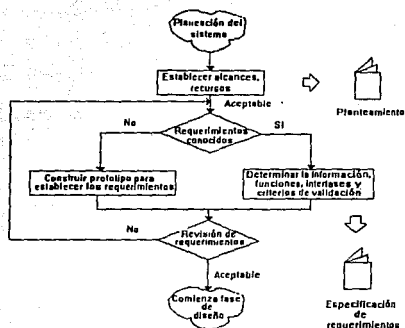 Planeación del
sistema
Establecer alcances,
recursos
Planteamiento
Aceptable
No
Requerimientos
conocidos
SI
Construir prototipo para
establecer los requerimientos
Determinar la información,
funciones, interfases y
criterios de validación
No
Revisión de
requerimientos
Aceptable
Comienza fase
de
diseño
Especificación
de
requerimientos